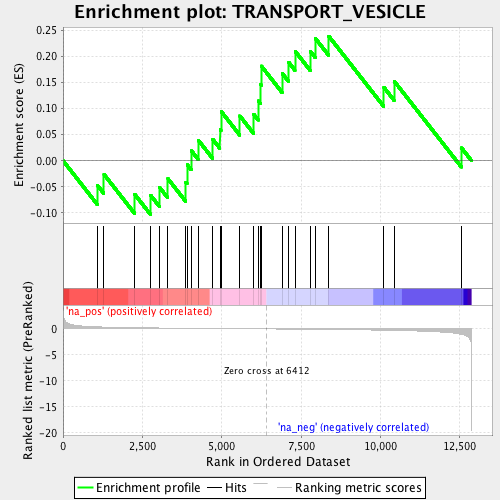 Enrichment plot: TRANSPORT_VESICLE
Enrichment score (ES)
0.25
0.20
0.15
0.10
0.05
0.00
-0.05
-0.10
'na_pos' (positively correlated)
Ranked list metric (PreRanked)
0
-5
-10
-15
-20
Zero cross at 6412
'na_neg' (negatively correlated)
0
2,500
5,000
7,500
10,000
12,500
Rank in Ordered Dataset
Enrichment profile
Hits
Ranking metric scores